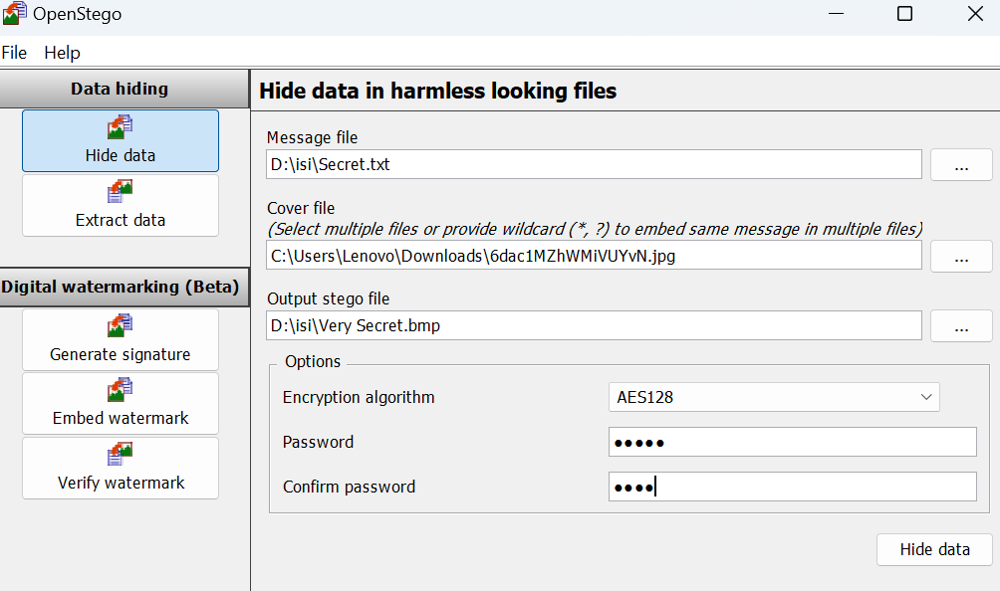 OpenStego
File Help
Data hiding
Hide data
Extract data
Digital watermarking (Beta)
Generate signature
Embed watermark
Verify watermark
Hide data in harmless looking files
Message file
D:\isi\Secret.txt
...
Cover file
(Select multiple files or provide wildcard (*, ?) to embed same message in multiple files)
C:\Users\Lenovo\Downloads\6dac1MZhWMiVUYvN.jpg
...
Output stego file
D:\isi\Very Secret.bmp
...
Options
Encryption algorithm
AES128
Password
●●●●●
Confirm password
●●●●
Hide data